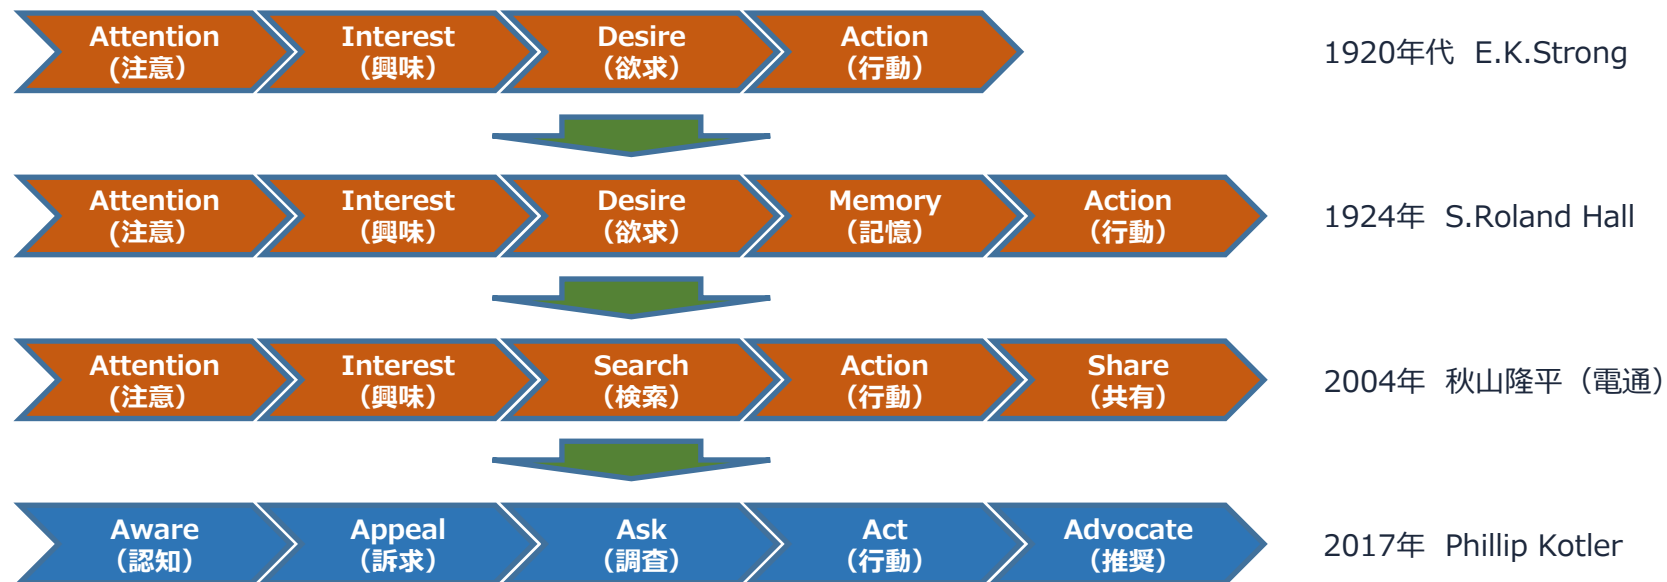 Attention
(注意）
Interest
（興味）
Desire
（欲求）
Action
（行動）
1920年代 E.K.Strong
Attention
(注意）
Interest
（興味）
Desire
（欲求）
Memory
（記憶）
Action
（行動）
1924年 S.Roland Hall
Attention
(注意）
Interest
（興味）
Search
（検索）
Action
（行動）
Share
（共有）
2004年 秋山隆平（電通）
Aware
（認知）
Appeal
（訴求）
Ask
（調査）
Act
（行動）
Advocate
（推奨）
2017年 Phillip Kotler